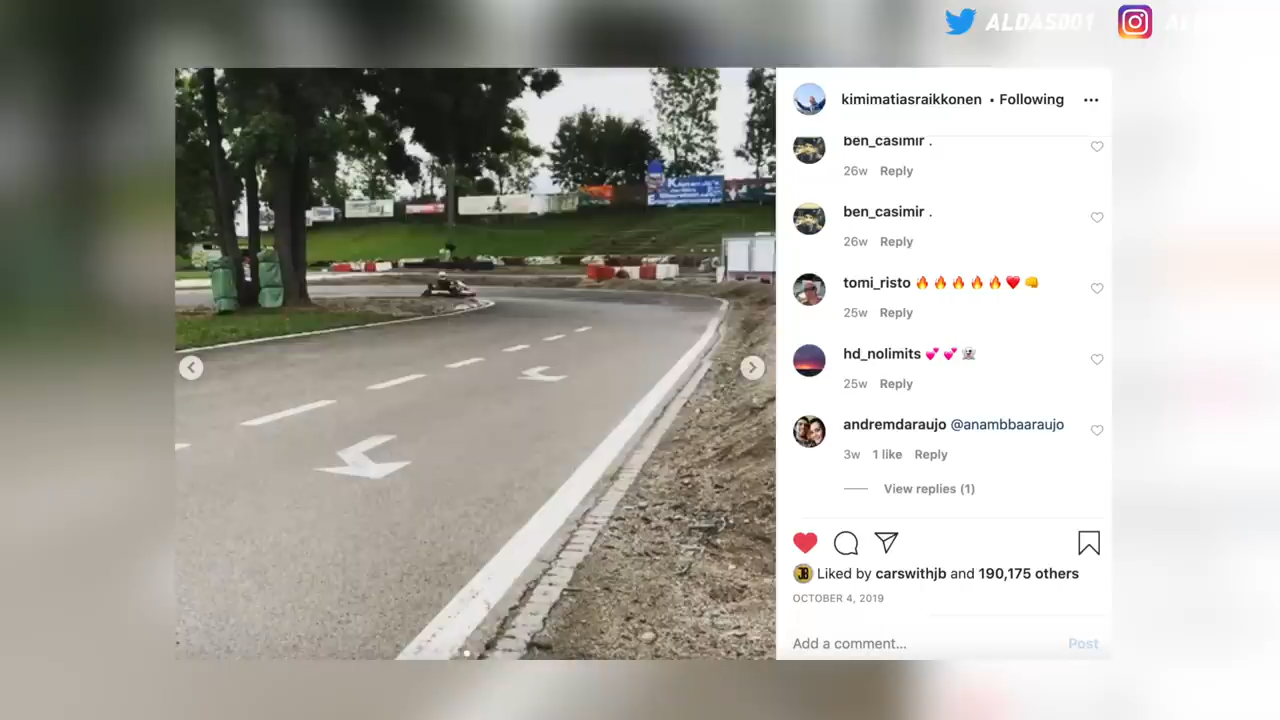 ALDAS001
kimimatiasraikkonen • Following
ben_casimir .
26w Reply
ben_casimir .
26w Reply
tomi_risto 🔥🔥🔥🔥🔥❤️👊
25w Reply
hd_nolimits 💕💕👻
25w Reply
andremdaraujo @anambbaaraujo
3w 1 like Reply
View replies (1)
Liked by carswithjb and 190,175 others
OCTOBER 4, 2019
Add a comment...
Post